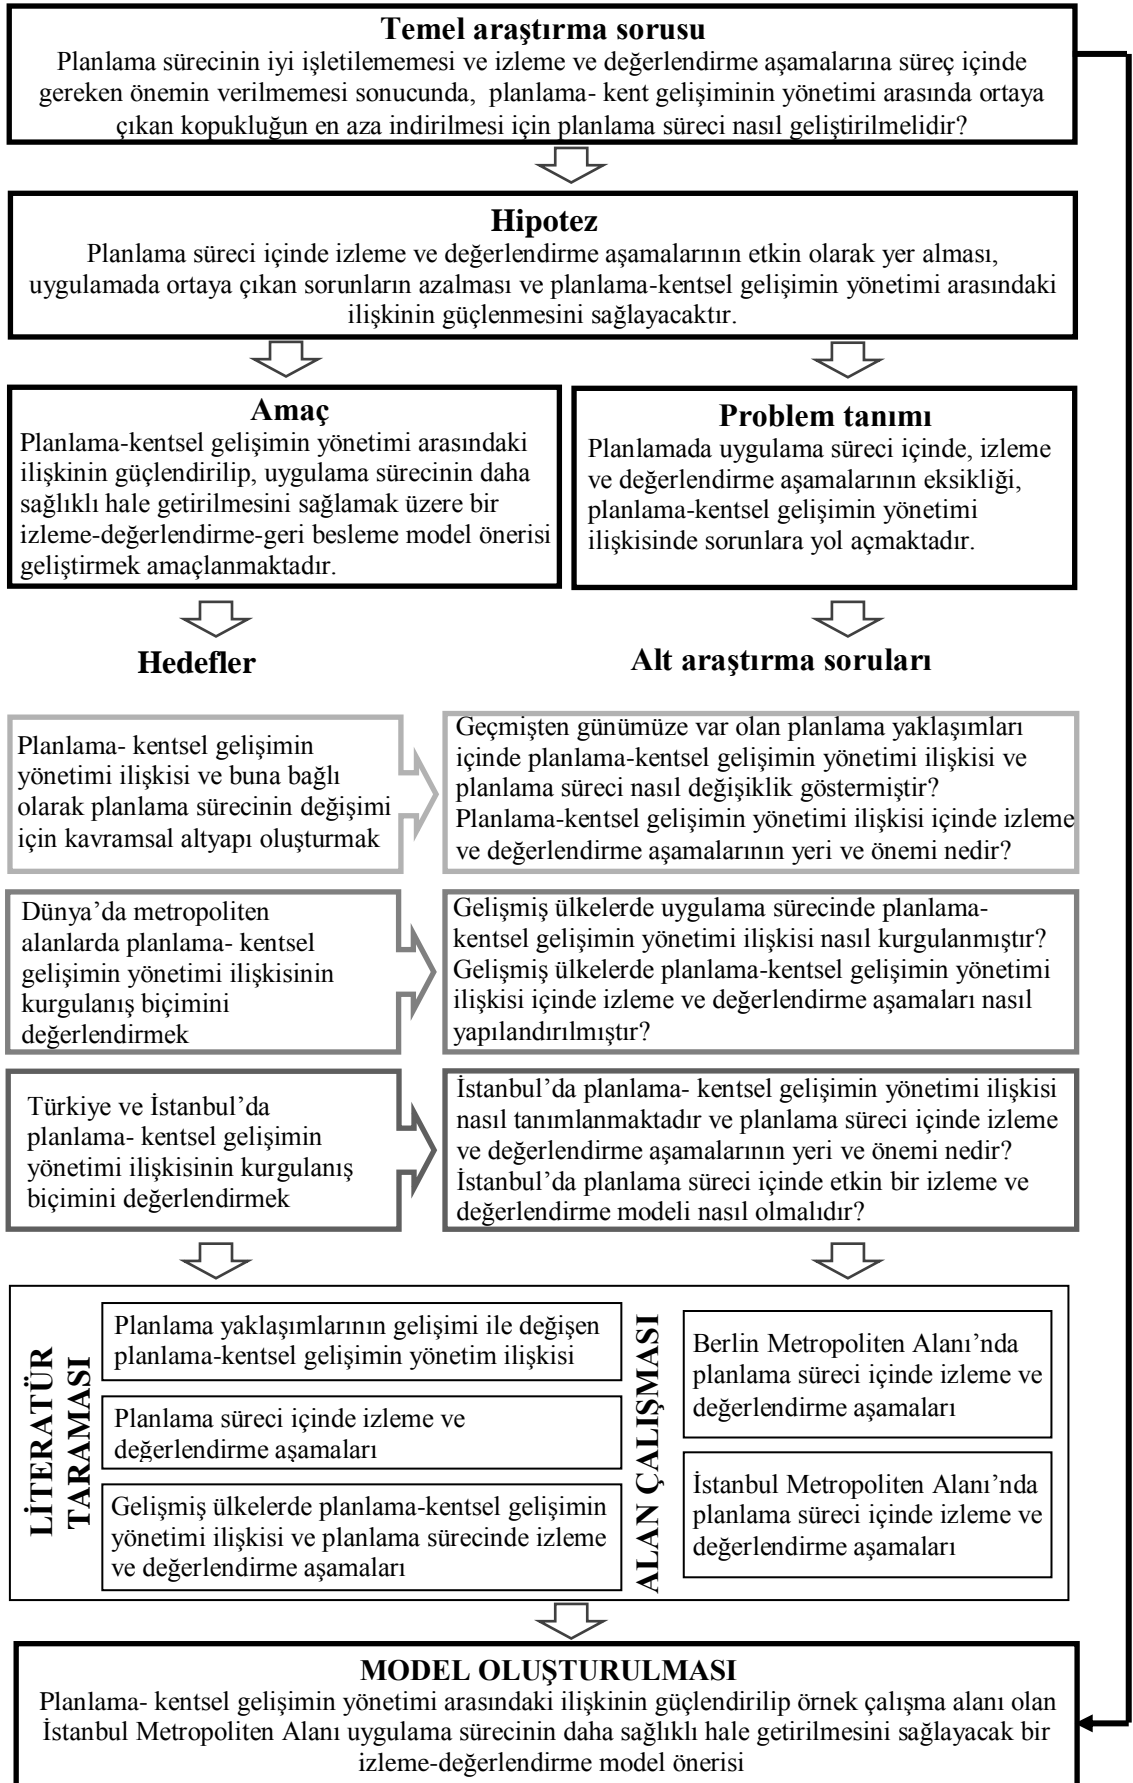 Temel araştırma sorusu
Planlama sürecinin iyi işletilememesi ve izleme ve değerlendirme aşamalarına süreç içinde
gereken önemin verilmemesi sonucunda, planlama- kent gelişiminin yönetimi arasında ortaya
çıkan kopukluğun en aza indirilmesi için planlama süreci nasıl geliştirilmelidir?
Hipotez
Planlama süreci içinde izleme ve değerlendirme aşamalarının etkin olarak yer alması,
uygulamada ortaya çıkan sorunların azalması ve planlama-kentsel gelişimin yönetimi arasındaki
ilişkinin güçlenmesini sağlayacaktır.
Amaç
Planlama-kentsel gelişimin yönetimi arasındaki
ilişkinin güçlendirilip, uygulama sürecinin daha
sağlıklı hale getirilmesini sağlamak üzere bir
izleme-değerlendirme-geri besleme model önerisi
geliştirmek amaçlanmaktadır.
Problem tanımı
Planlamada uygulama süreci içinde, izleme
ve değerlendirme aşamalarının eksikliği,
planlama-kentsel gelişimin yönetimi
ilişkisinde sorunlara yol açmaktadır.
Hedefler
Alt araştırma soruları
Planlama- kentsel gelişimin
yönetimi ilişkisi ve buna bağlı
olarak planlama sürecinin değişimi
için kavramsal altyapı oluşturmak
Geçmişten günümüze var olan planlama yaklaşımları
içinde planlama-kentsel gelişimin yönetimi ilişkisi ve
planlama süreci nasıl değişiklik göstermiştir?
Planlama-kentsel gelişimin yönetimi ilişkisi içinde izleme
ve değerlendirme aşamalarının yeri ve önemi nedir?
Dünya’da metropoliten
alanlarda planlama- kentsel
gelişimin yönetimi ilişkisinin
kurgulanış biçimini
değerlendirmek
Gelişmiş ülkelerde uygulama sürecinde planlama-
kentsel gelişimin yönetimi ilişkisi nasıl kurgulanmıştır?
Gelişmiş ülkelerde planlama-kentsel gelişimin yönetimi
ilişkisi içinde izleme ve değerlendirme aşamaları nasıl
yapılandırılmıştır?
Türkiye ve İstanbul’da
planlama- kentsel gelişimin
yönetimi ilişkisinin kurgulanış
biçimini değerlendirmek
İstanbul’da planlama- kentsel gelişimin yönetimi ilişkisi
nasıl tanımlanmaktadır ve planlama süreci içinde izleme
ve değerlendirme aşamalarının yeri ve önemi nedir?
İstanbul’da planlama süreci içinde etkin bir izleme ve
değerlendirme modeli nasıl olmalıdır?
LİTERATÜR
TARAMASI
Planlama yaklaşımlarının gelişimi ile değişen
planlama-kentsel gelişimin yönetim ilişkisi
Planlama süreci içinde izleme ve
değerlendirme aşamaları
Gelişmiş ülkelerde planlama-kentsel gelişimin
yönetimi ilişkisi ve planlama sürecinde izleme
ve değerlendirme aşamaları
ALAN ÇALIŞMASI
Berlin Metropoliten Alanı’nda
planlama süreci içinde izleme ve
değerlendirme aşamaları
İstanbul Metropoliten Alanı’nda
planlama süreci içinde izleme ve
değerlendirme aşamaları
MODEL OLUŞTURULMASI
Planlama- kentsel gelişimin yönetimi arasındaki ilişkinin güçlendirilip örnek çalışma alanı olan
İstanbul Metropoliten Alanı uygulama sürecinin daha sağlıklı hale getirilmesini sağlayacak bir
izleme-değerlendirme model önerisi